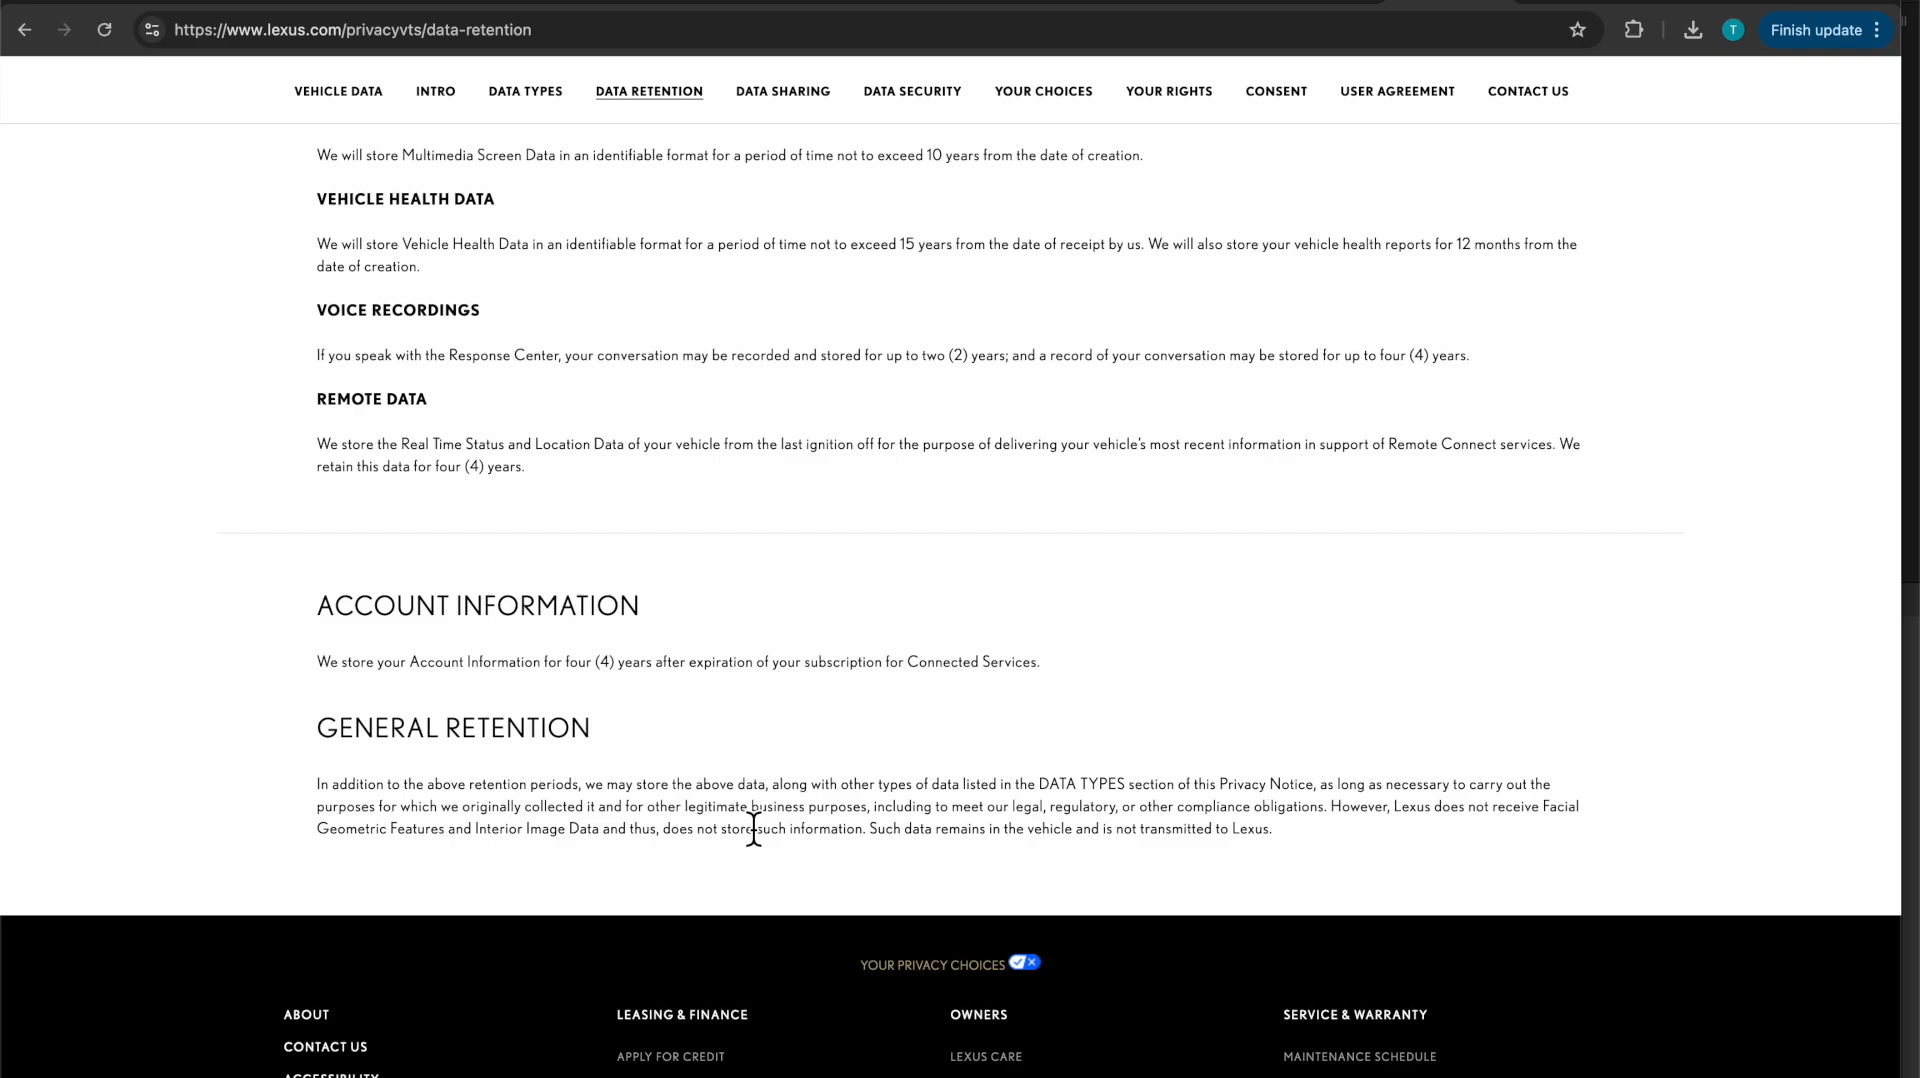 https://www.lexus.com/privacyvts/data-retention
T
Finish update
VEHICLE DATA INTRO DATA TYPES DATA RETENTION DATA SHARING DATA SECURITY YOUR CHOICES YOUR RIGHTS CONSENT USER AGREEMENT CONTACT US
We will store Multimedia Screen Data in an identifiable format for a period of time not to exceed 10 years from the date of creation.
VEHICLE HEALTH DATA
We will store Vehicle Health Data in an identifiable format for a period of time not to exceed 15 years from the date of receipt by us. We will also store your vehicle health reports for 12 months from the
date of creation.
VOICE RECORDINGS
If you speak with the Response Center, your conversation may be recorded and stored for up to two (2) years; and a record of your conversation may be stored for up to four (4) years.
REMOTE DATA
We store the Real Time Status and Location Data of your vehicle from the last ignition off for the purpose of delivering your vehicle's most recent information in support of Remote Connect services. We
retain this data for four (4) years.
ACCOUNT INFORMATION
We store your Account Information for four (4) years after expiration of your subscription for Connected Services.
GENERAL RETENTION
In addition to the above retention periods, we may store the above data, along with other types of data listed in the DATA TYPES section of this Privacy Notice, as long as necessary to carry out the
purposes for which we originally collected it and for other legitimate business purposes, including to meet our legal, regulatory, or other compliance obligations. However, Lexus does not receive Facial
Geometric Features and Interior Image Data and thus, does not store such information. Such data remains in the vehicle and is not transmitted to Lexus.
YOUR PRIVACY CHOICES
ABOUT LEASING & FINANCE OWNERS SERVICE & WARRANTY
CONTACT US APPLY FOR CREDIT LEXUS CARE MAINTENANCE SCHEDULE
ACCESSIBILITY